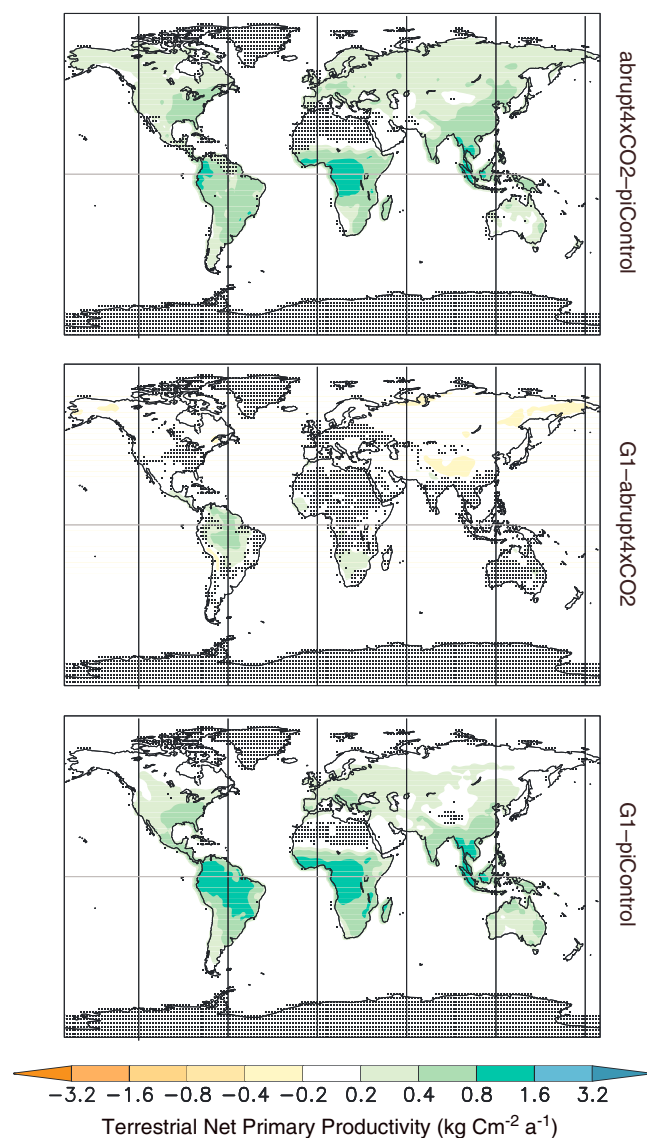 abrupt4xCO2–piControl
G1–abrupt4xCO2
G1–piControl
−3.2 −1.6 −0.8 −0.4 −0.2 0.2 0.4 0.8 1.6 3.2
Terrestrial Net Primary Productivity (kg Cm⁻² a⁻¹)